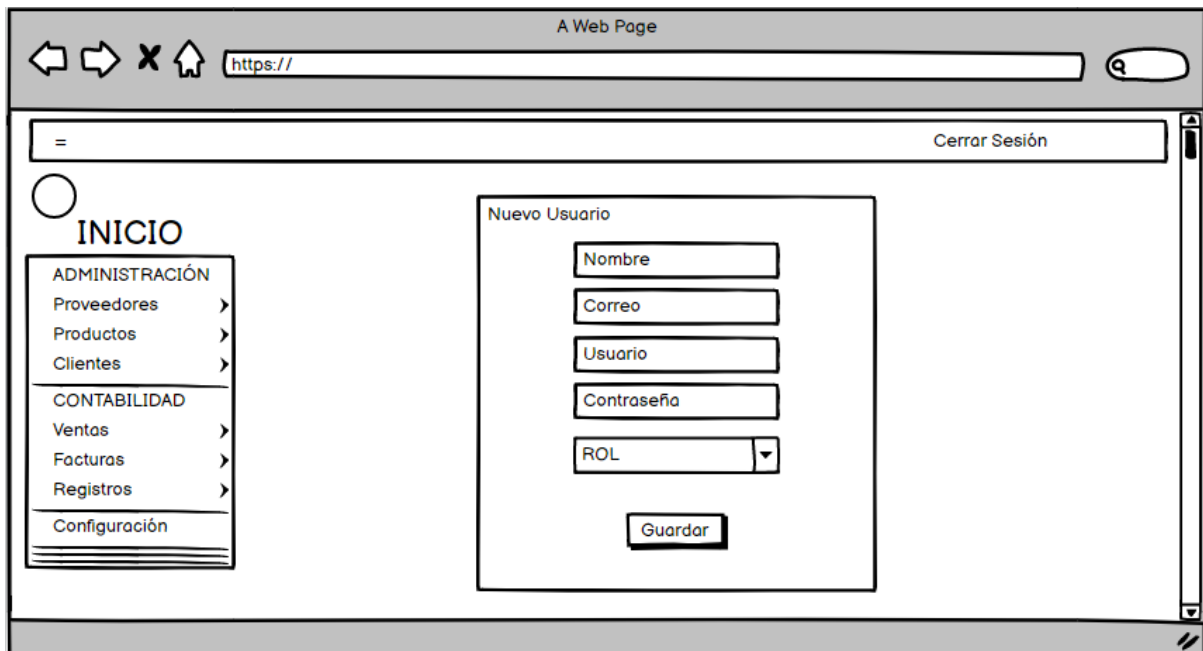 A Web Page
https://
=
Cerrar Sesión
INICIO
ADMINISTRACIÓN
Proveedores
Productos
Clientes
CONTABILIDAD
Ventas
Facturas
Registros
Configuración
Nuevo Usuario
Nombre
Correo
Usuario
Contraseña
ROL
Guardar